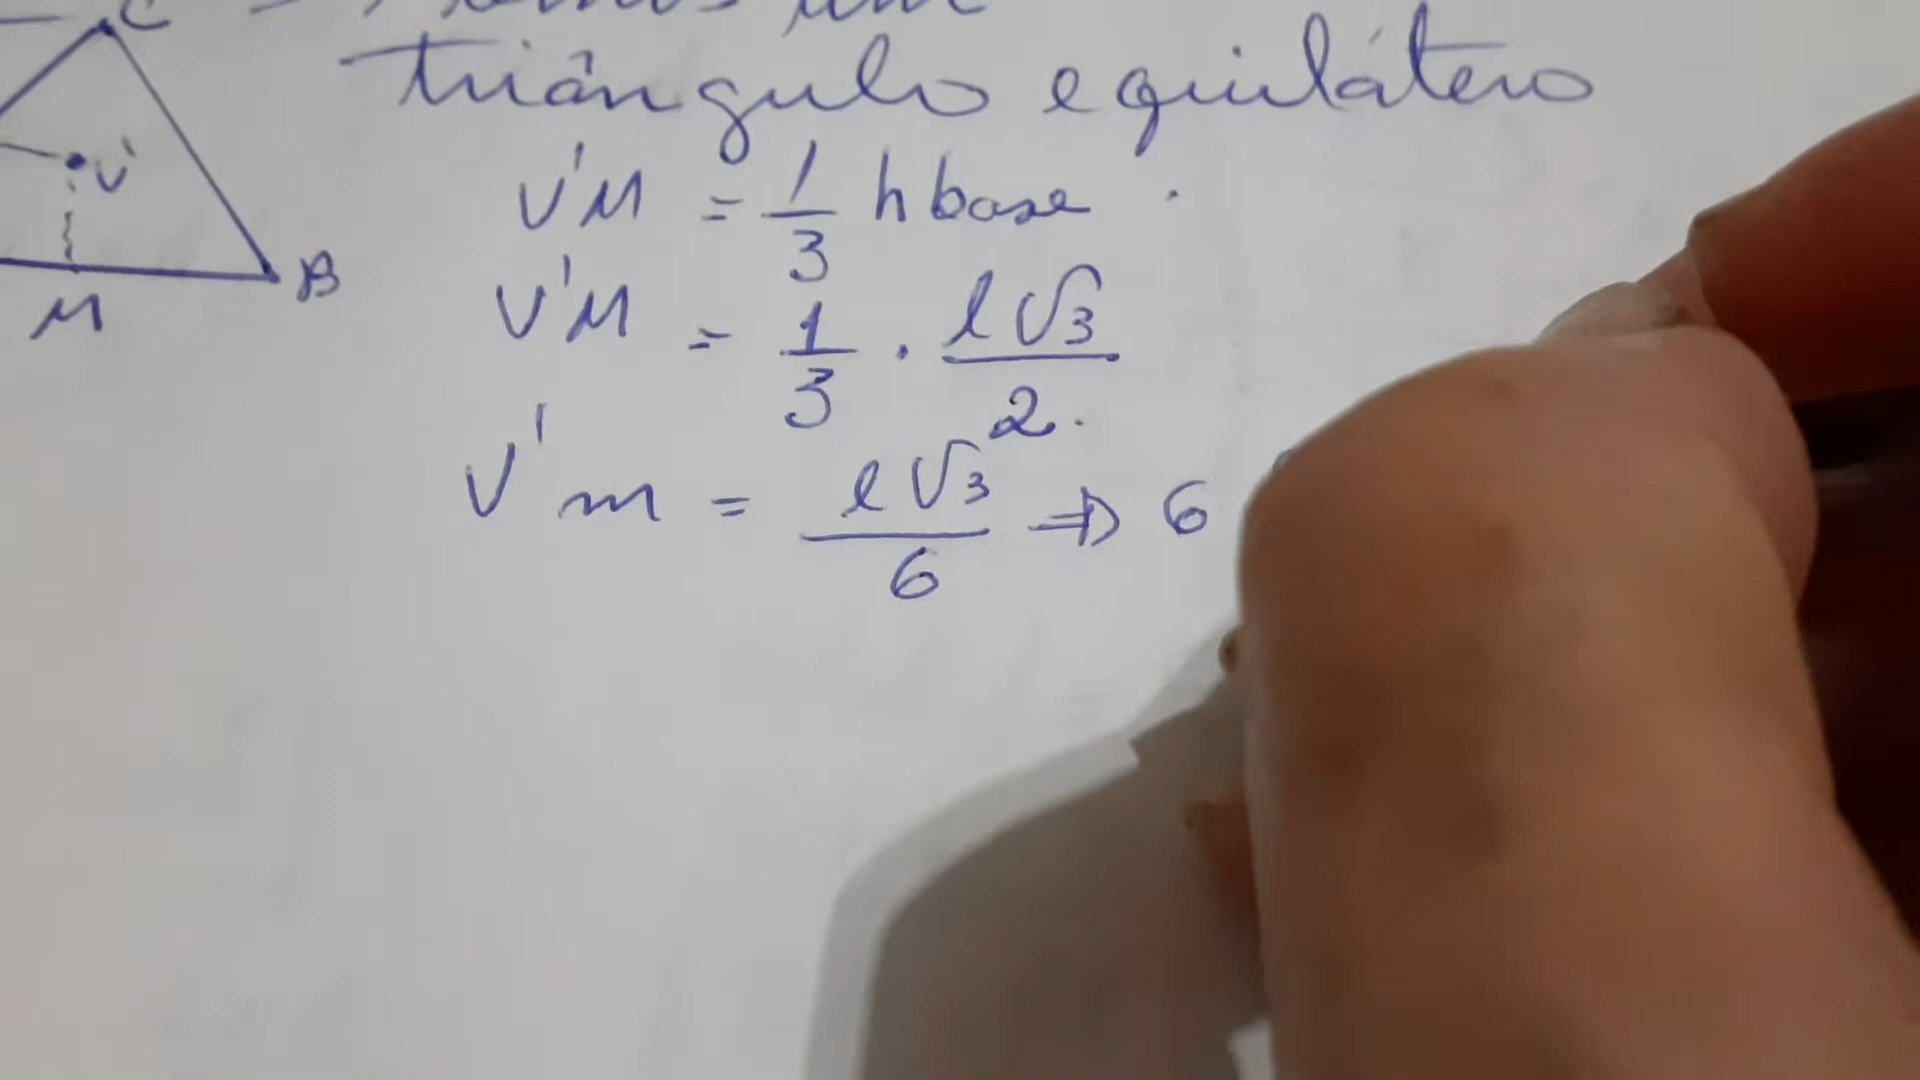 C
triângulo equilátero
V'
V'M = 1/3 h base.
B
M
V'M = 1/3 . l√3/2.
V'm = l√3/6 ⇒ 6